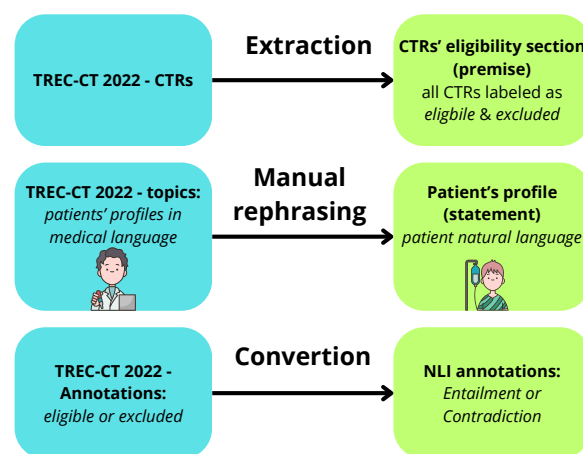 TREC-CT 2022 - CTRs
Extraction
CTRs' eligibility section
(premise)
all CTRs labeled as
eligbile & excluded
TREC-CT 2022 - topics:
patients' profiles in
medical language
Manual
rephrasing
Patient's profile
(statement)
patient natural language
TREC-CT 2022 -
Annotations:
eligible or excluded
Convertion
NLI annotations:
Entailment or
Contradiction